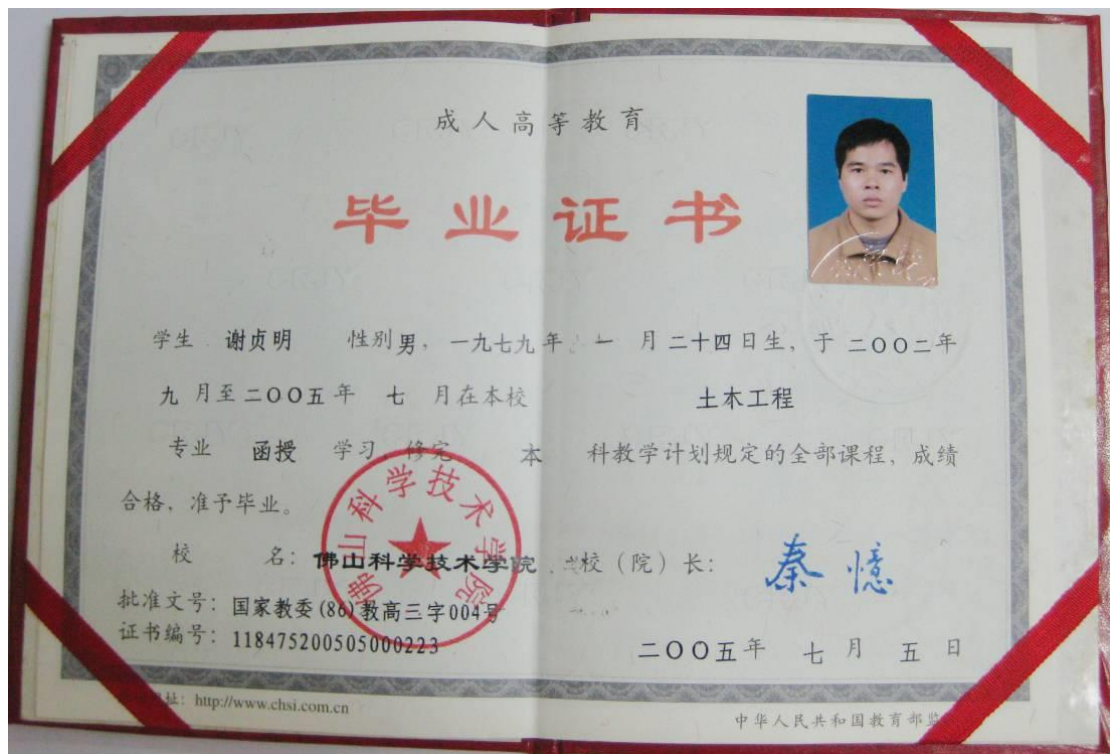 成人高等教育
毕业证书
学生 谢贞明 性别男，一九七九年 一 月二十四日生，于二〇〇二年
九 月至二〇〇五年 七 月在本校 土木工程
专业 函授 学习，修完 本 科教学计划规定的全部课程，成绩
合格，准予毕业。
校 名：佛山科学技术学院 校（院）长：秦憶
批准文号：国家教委(86)教高三字004号
证书编号：118475200505000223
二〇〇五年 七 月 五 日
佛山科学技术学院
址：http://www.chsi.com.cn
中华人民共和国教育部监